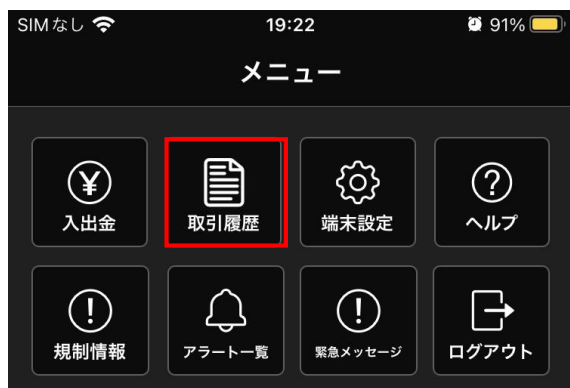 SIMなし 19:22 91%
メニュー
入出金 取引履歴 端末設定 ヘルプ
規制情報 アラート一覧 緊急メッセージ ログアウト